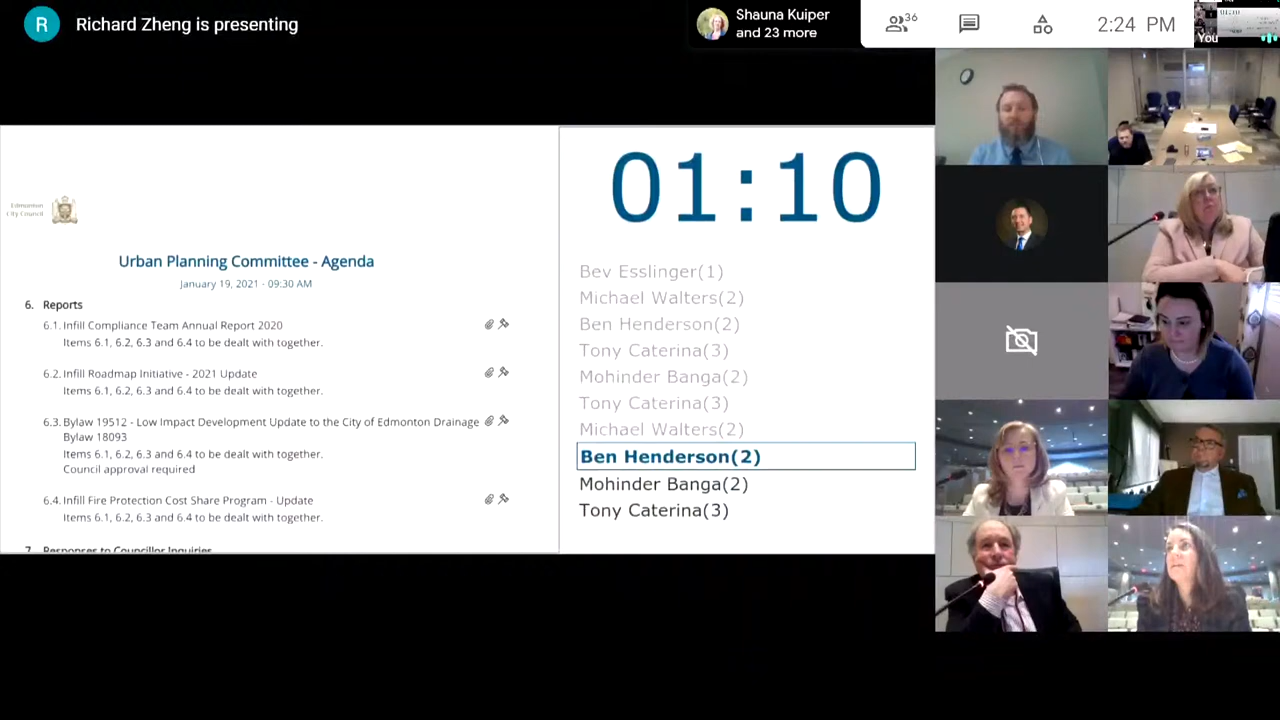 R
Richard Zheng is presenting
Shauna Kuiper
and 23 more
36
2:24 PM
You
Edmonton
City Council
Urban Planning Committee - Agenda
January 19, 2021 - 09:30 AM
6. Reports
6.1. Infill Compliance Team Annual Report 2020
Items 6.1, 6.2, 6.3 and 6.4 to be dealt with together.
6.2. Infill Roadmap Initiative - 2021 Update
Items 6.1, 6.2, 6.3 and 6.4 to be dealt with together.
6.3. Bylaw 19512 - Low Impact Development Update to the City of Edmonton Drainage
Bylaw 18093
Items 6.1, 6.2, 6.3 and 6.4 to be dealt with together.
Council approval required
6.4. Infill Fire Protection Cost Share Program - Update
Items 6.1, 6.2, 6.3 and 6.4 to be dealt with together.
7. Responses to Councillor Inquiries
01:10
Bev Esslinger(1)
Michael Walters(2)
Ben Henderson(2)
Tony Caterina(3)
Mohinder Banga(2)
Tony Caterina(3)
Michael Walters(2)
Ben Henderson(2)
Mohinder Banga(2)
Tony Caterina(3)